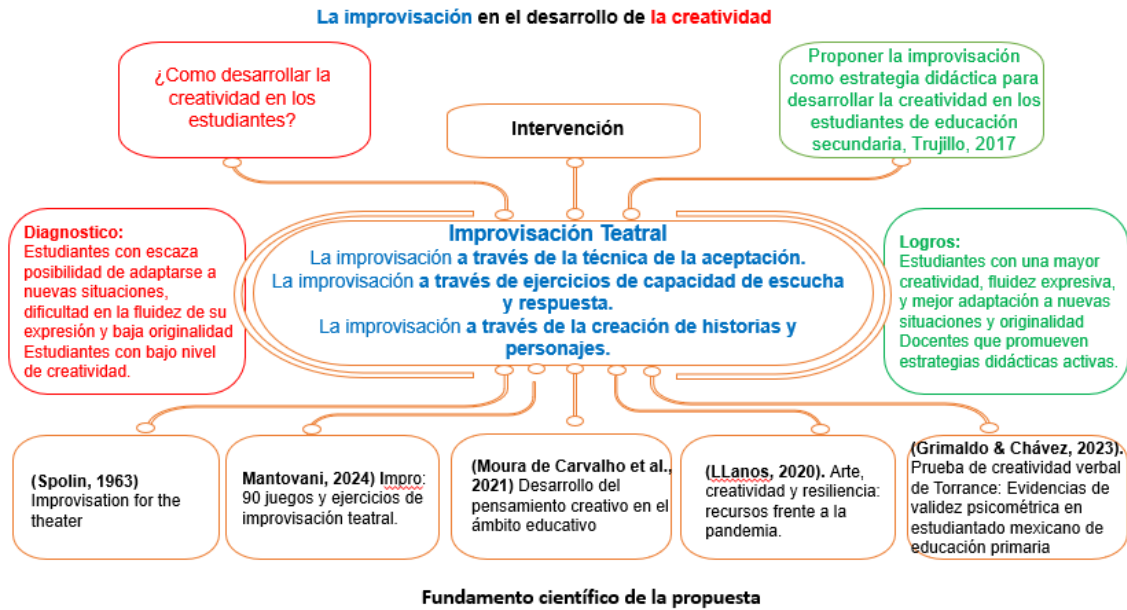 La improvisación en el desarrollo de la creatividad
¿Como desarrollar la
creatividad en los
estudiantes?
Intervención
Proponer la improvisación
como estrategia didáctica para
desarrollar la creatividad en los
estudiantes de educación
secundaria, Trujillo, 2017
Diagnostico:
Estudiantes con escaza
posibilidad de adaptarse a
nuevas situaciones,
dificultad en la fluidez de su
expresión y baja originalidad
Estudiantes con bajo nivel
de creatividad.
Improvisación Teatral
La improvisación a través de la técnica de la aceptación.
La improvisación a través de ejercicios de capacidad de escucha
y respuesta.
La improvisación a través de la creación de historias y
personajes.
Logros:
Estudiantes con una mayor
creatividad, fluidez expresiva,
y mejor adaptación a nuevas
situaciones y originalidad
Docentes que promueven
estrategias didácticas activas.
(Spolin, 1963)
Improvisation for the
theater
Mantovani, 2024) Impro:
90 juegos y ejercicios de
improvisación teatral.
(Moura de Carvalho et al.,
2021) Desarrollo del
pensamiento creativo en el
ámbito educativo
(LLanos, 2020). Arte,
creatividad y resiliencia:
recursos frente a la
pandemia.
(Grimaldo & Chávez, 2023).
Prueba de creatividad verbal
de Torrance: Evidencias de
validez psicométrica en
estudiantado mexicano de
educación primaria
Fundamento científico de la propuesta